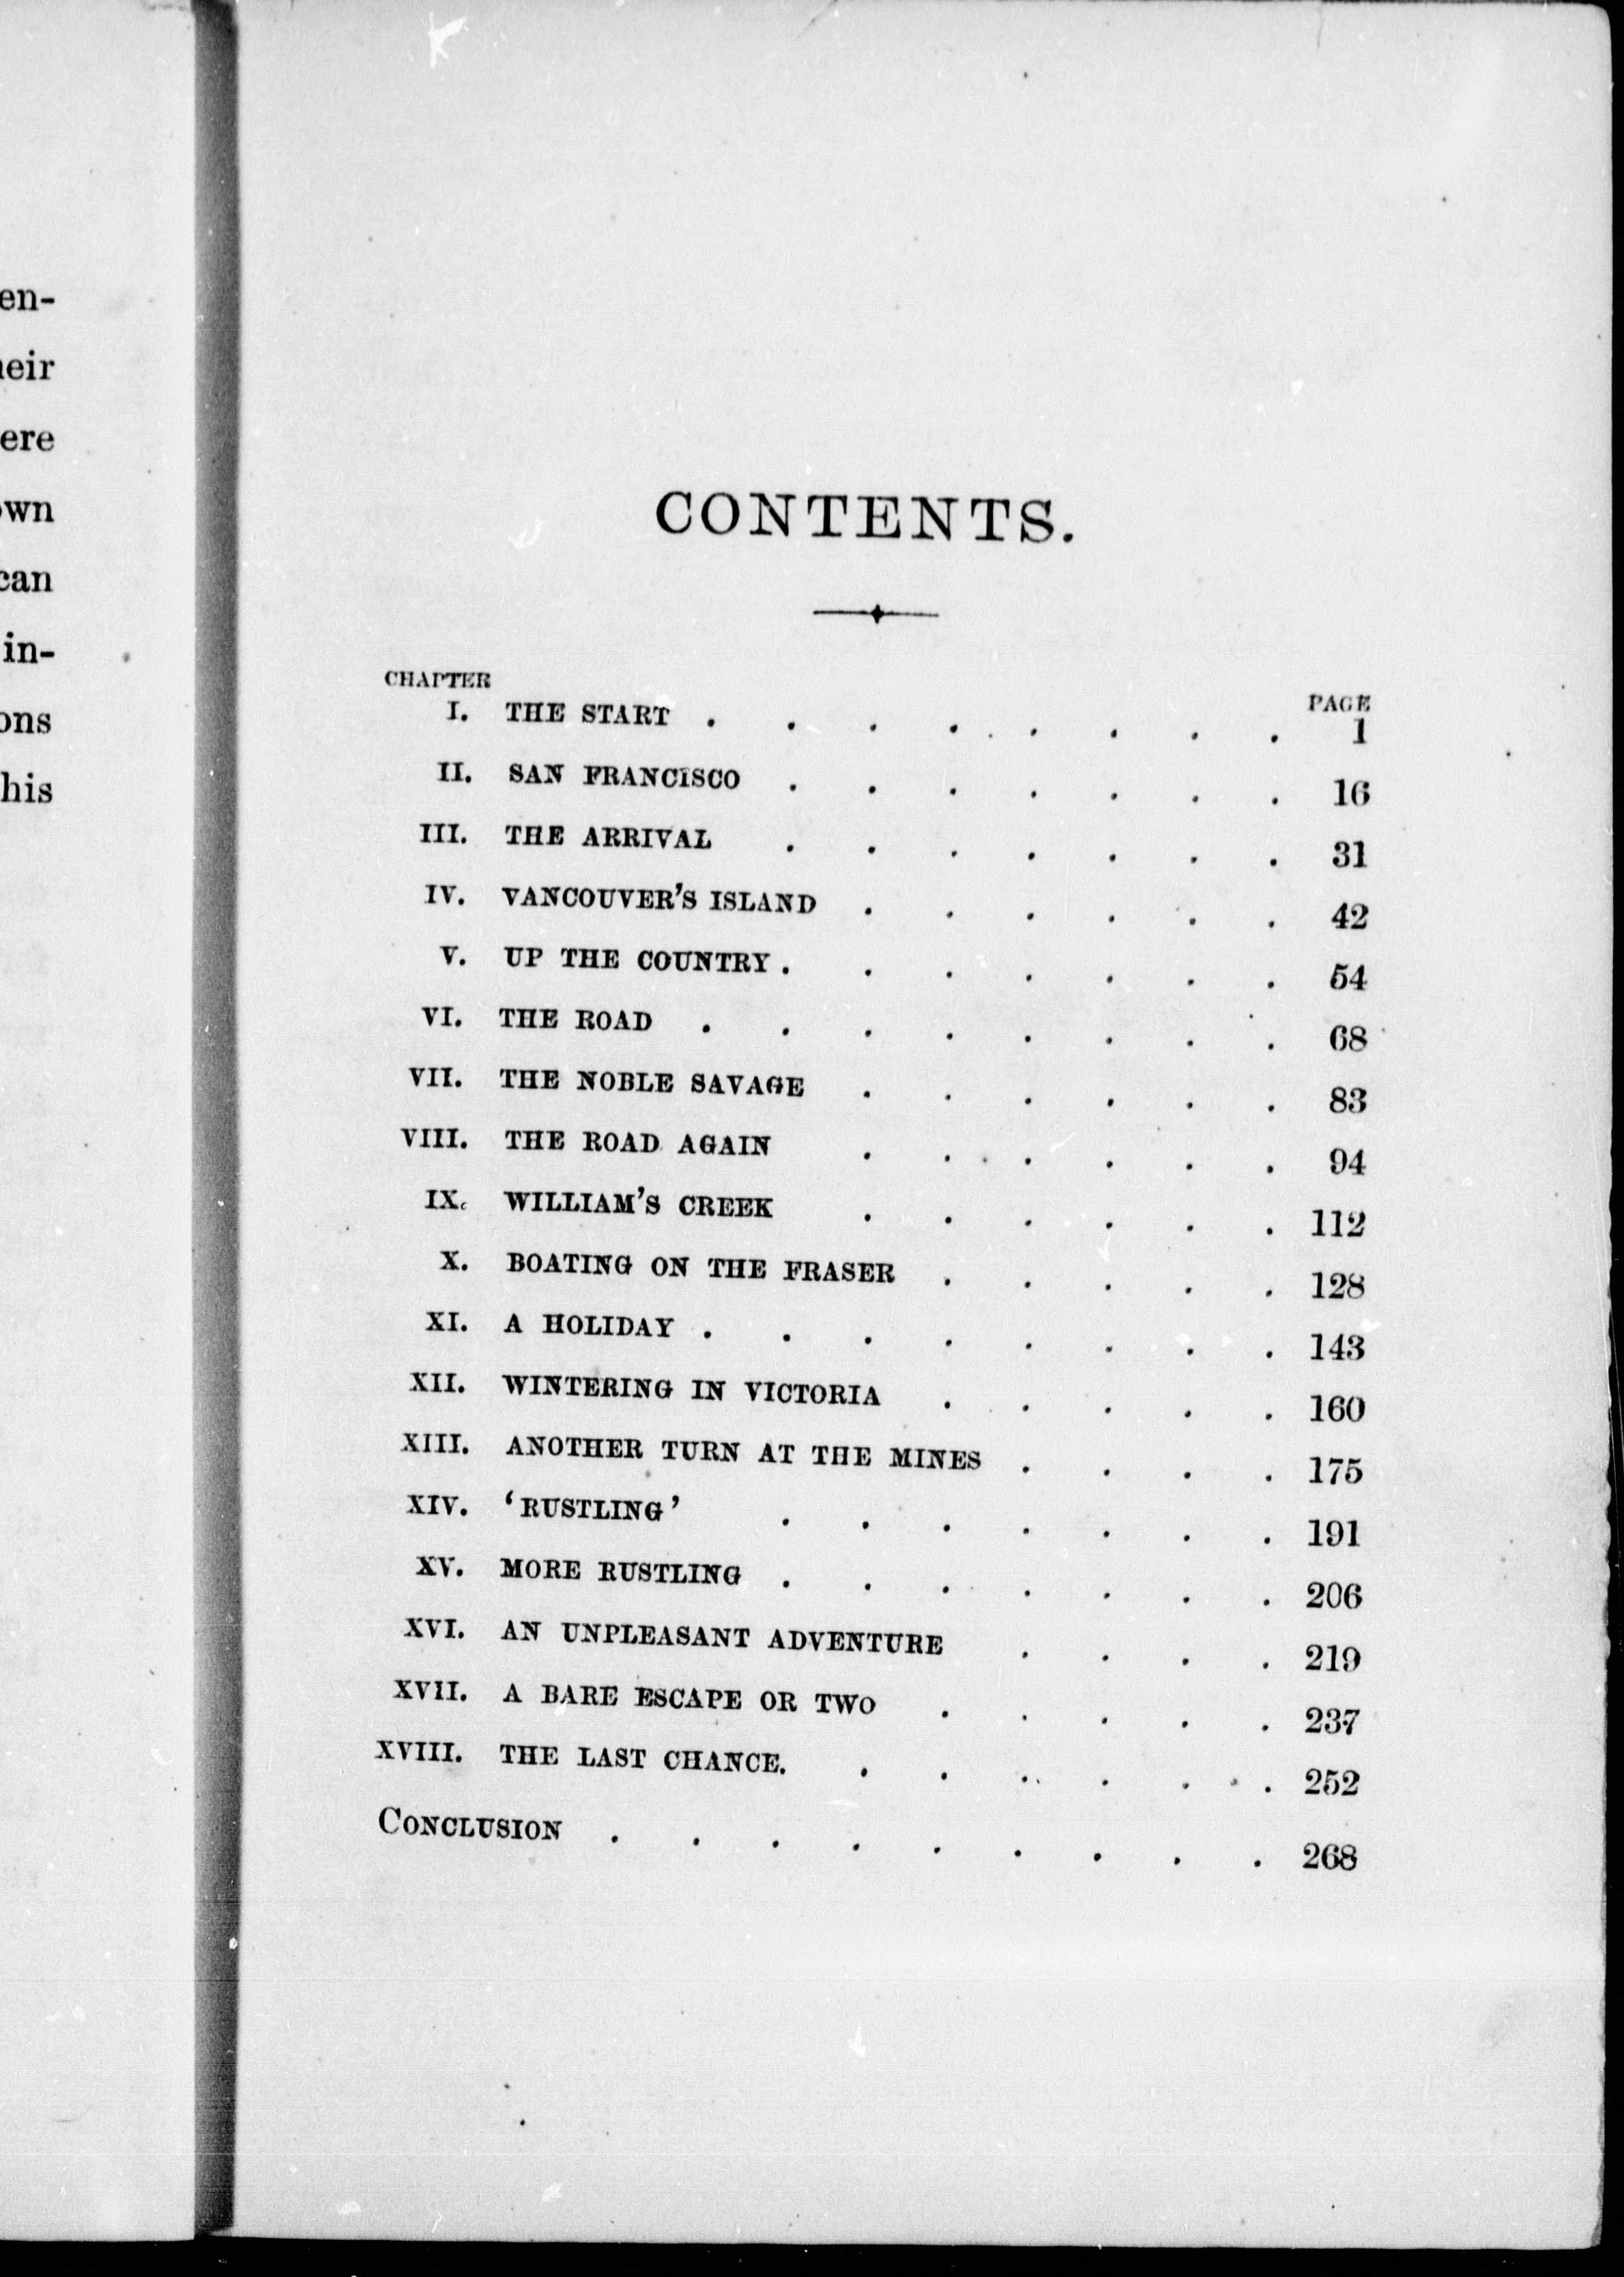 en-
heir
ere
own
can
in-
ons
his
CONTENTS.
CHAPTER PAGE
I. THE START . . . . . . . . 1
II. SAN FRANCISCO . . . . . . . 16
III. THE ARRIVAL . . . . . . . 31
IV. VANCOUVER'S ISLAND . . . . . . 42
V. UP THE COUNTRY . . . . . . . 54
VI. THE ROAD . . . . . . . . 68
VII. THE NOBLE SAVAGE . . . . . . 83
VIII. THE ROAD AGAIN . . . . . . 94
IX. WILLIAM'S CREEK . . . . . . 112
X. BOATING ON THE FRASER . . . . . 128
XI. A HOLIDAY . . . . . . . . 143
XII. WINTERING IN VICTORIA . . . . . 160
XIII. ANOTHER TURN AT THE MINES . . . . 175
XIV. 'RUSTLING' . . . . . . . 191
XV. MORE RUSTLING . . . . . . . 206
XVI. AN UNPLEASANT ADVENTURE . . . . 219
XVII. A BARE ESCAPE OR TWO . . . . . 237
XVIII. THE LAST CHANCE. . . . . . . 252
CONCLUSION . . . . . . . . . 268